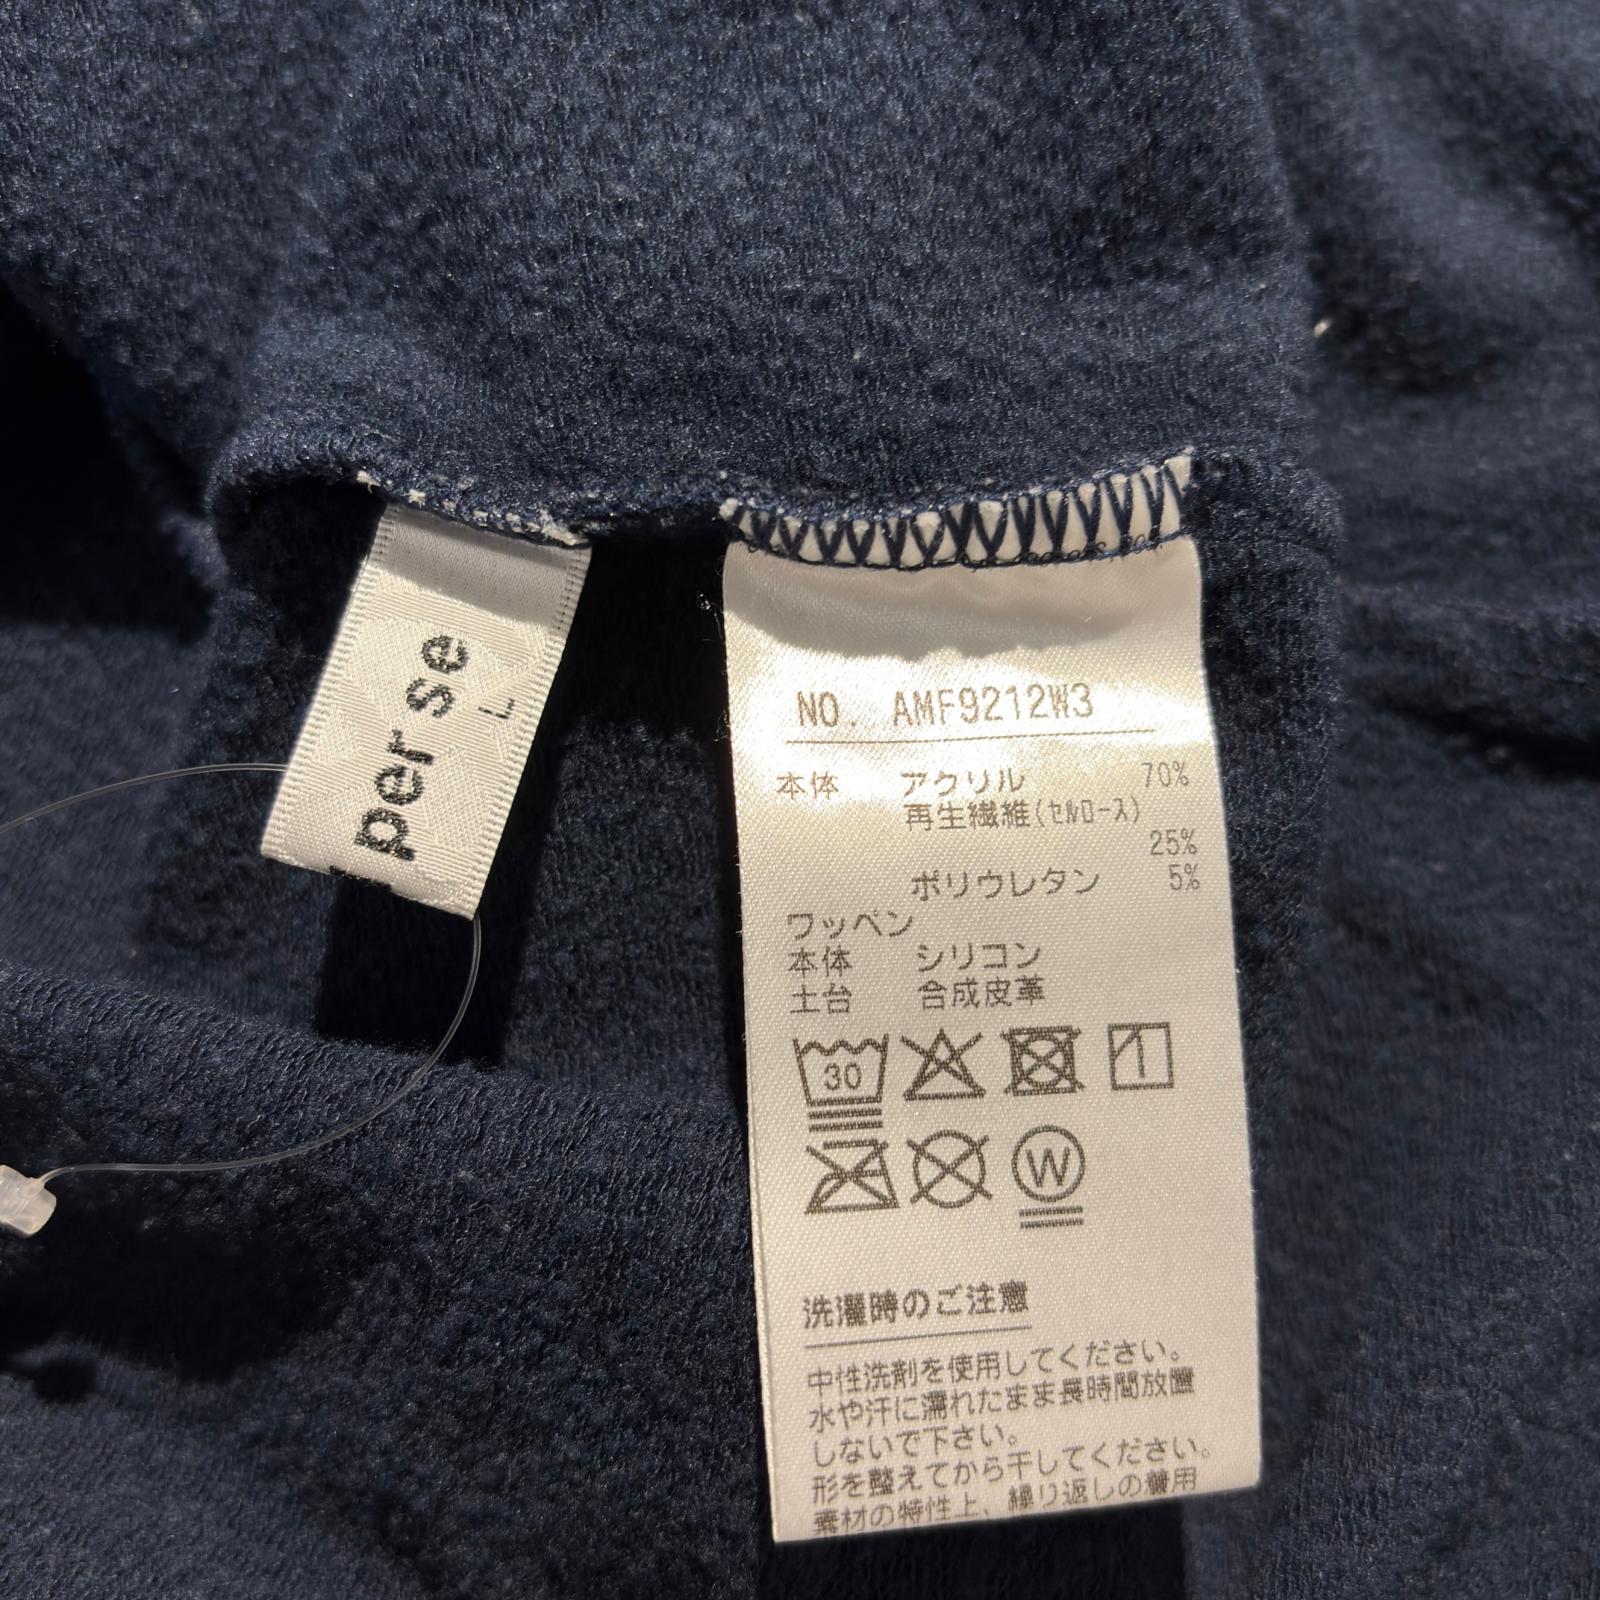 per se
L
NO. AMF9212W3
本体 アクリル 70%
再生繊維(セルロース)
25%
ポリウレタン 5%
ワッペン
本体 シリコン
土台 合成皮革
30
W
洗濯時のご注意
中性洗剤を使用してください。
水や汗に濡れたまま長時間放置
しないで下さい。
形を整えてから干してください。
素材の特性上、繰り返しの着用